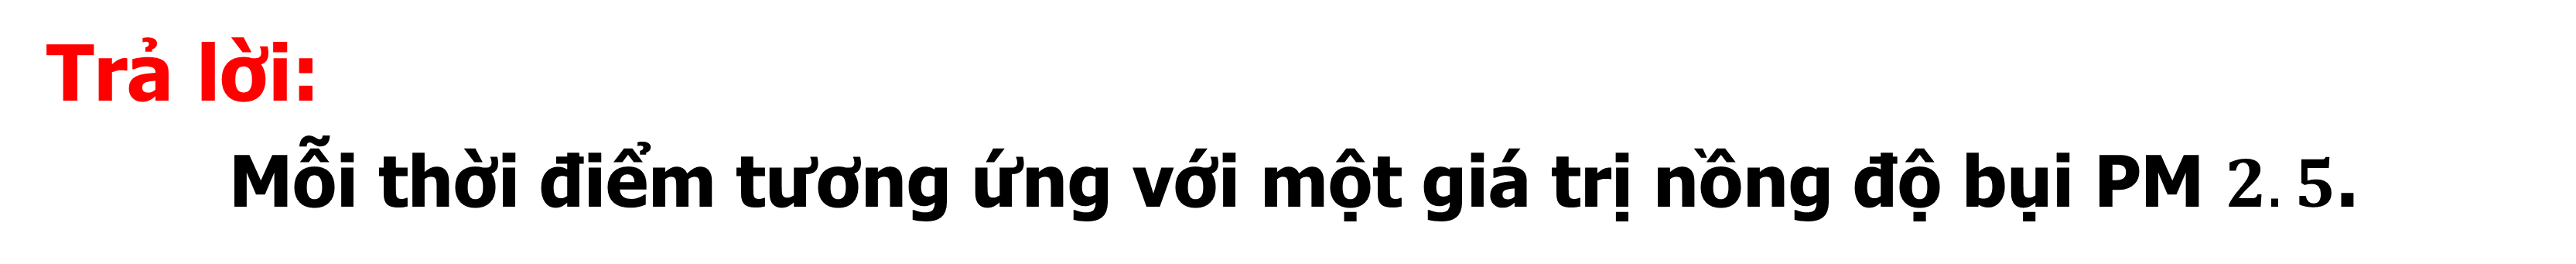 Trả lời:
Mỗi thời điểm tương ứng với một giá trị nồng độ bụi PM 2. 5.